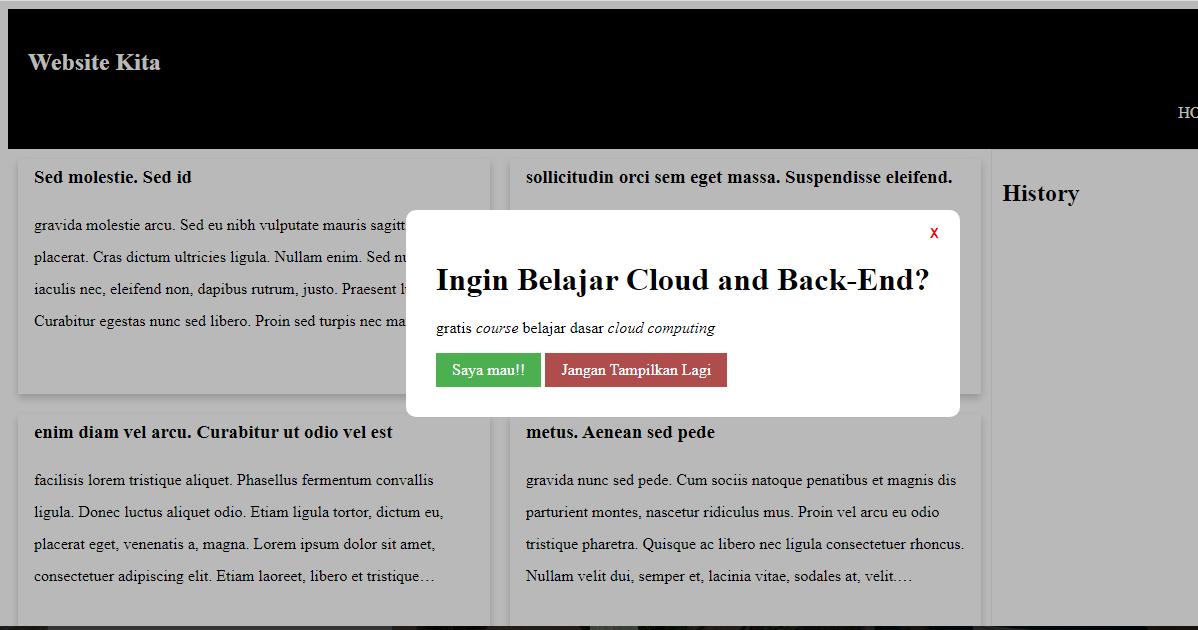 Website Kita
HO
Sed molestie. Sed id
gravida molestie arcu. Sed eu nibh vulputate mauris sagitt
placerat. Cras dictum ultricies ligula. Nullam enim. Sed nu
iaculis nec, eleifend non, dapibus rutrum, justo. Praesent
Curabitur egestas nunc sed libero. Proin sed turpis nec ma
sollicitudin orci sem eget massa. Suspendisse eleifend.
History
X
Ingin Belajar Cloud and Back-End?
gratis course belajar dasar cloud computing
Saya mau!! Jangan Tampilkan Lagi
enim diam vel arcu. Curabitur ut odio vel est
facilisis lorem tristique aliquet. Phasellus fermentum convallis
ligula. Donec luctus aliquet odio. Etiam ligula tortor, dictum eu,
placerat eget, venenatis a, magna. Lorem ipsum dolor sit amet,
consectetuer adipiscing elit. Etiam laoreet, libero et tristique…
metus. Aenean sed pede
gravida nunc sed pede. Cum sociis natoque penatibus et magnis dis
parturient montes, nascetur ridiculus mus. Proin vel arcu eu odio
tristique pharetra. Quisque ac libero nec ligula consectetuer rhoncus.
Nullam velit dui, semper et, lacinia vitae, sodales at, velit.…